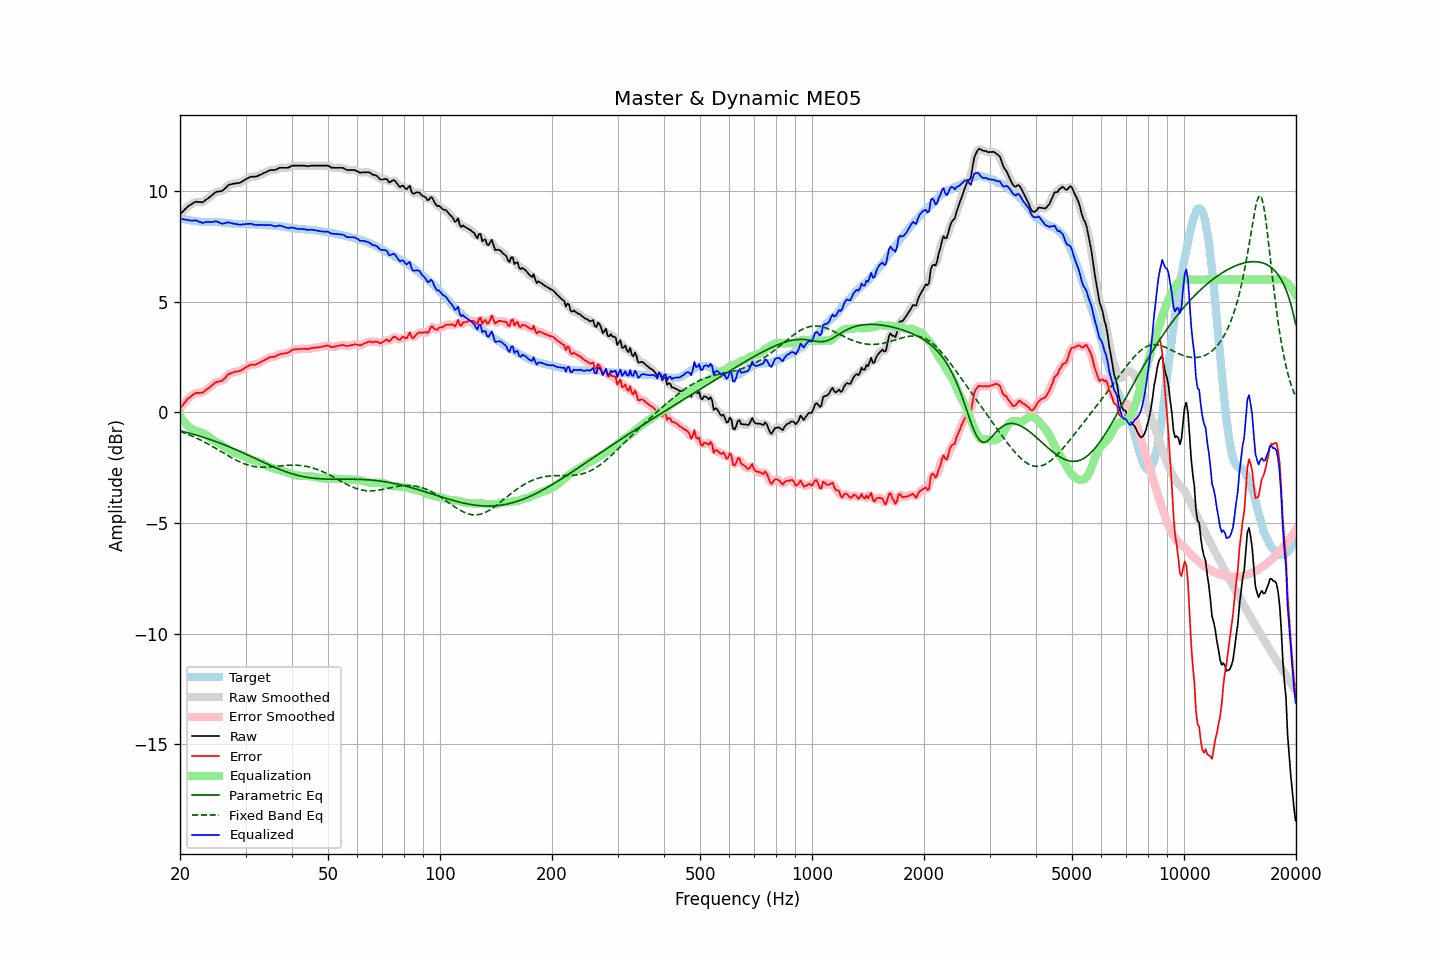 Master & Dynamic ME05
Amplitude (dBr)
10
5
0
−5
−10
−15
Target
Raw Smoothed
Error Smoothed
Raw
Error
Equalization
Parametric Eq
Fixed Band Eq
Equalized
20 50 100 200 500 1000 2000 5000 10000 20000
Frequency (Hz)